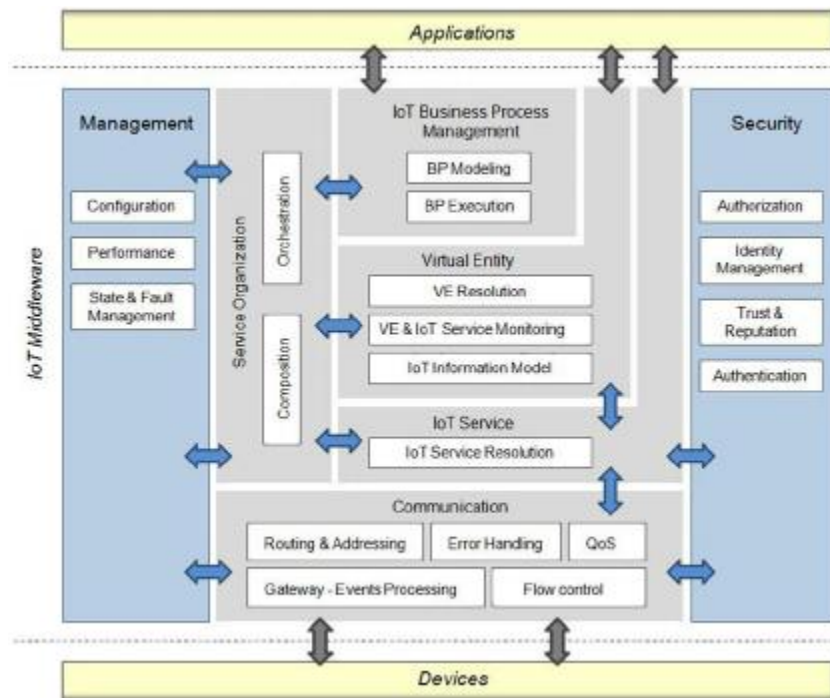 Applications
IoT Middleware
Management
Configuration
Performance
State & Fault
Management
Service Organization
Orchestration
Composition
IoT Business Process
Management
BP Modeling
BP Execution
Virtual Entity
VE Resolution
VE & IoT Service Monitoring
IoT Information Model
IoT Service
IoT Service Resolution
Communication
Routing & Addressing
Error Handling
QoS
Gateway - Events Processing
Flow control
Security
Authorization
Identity
Management
Trust &
Reputation
Authentication
Devices